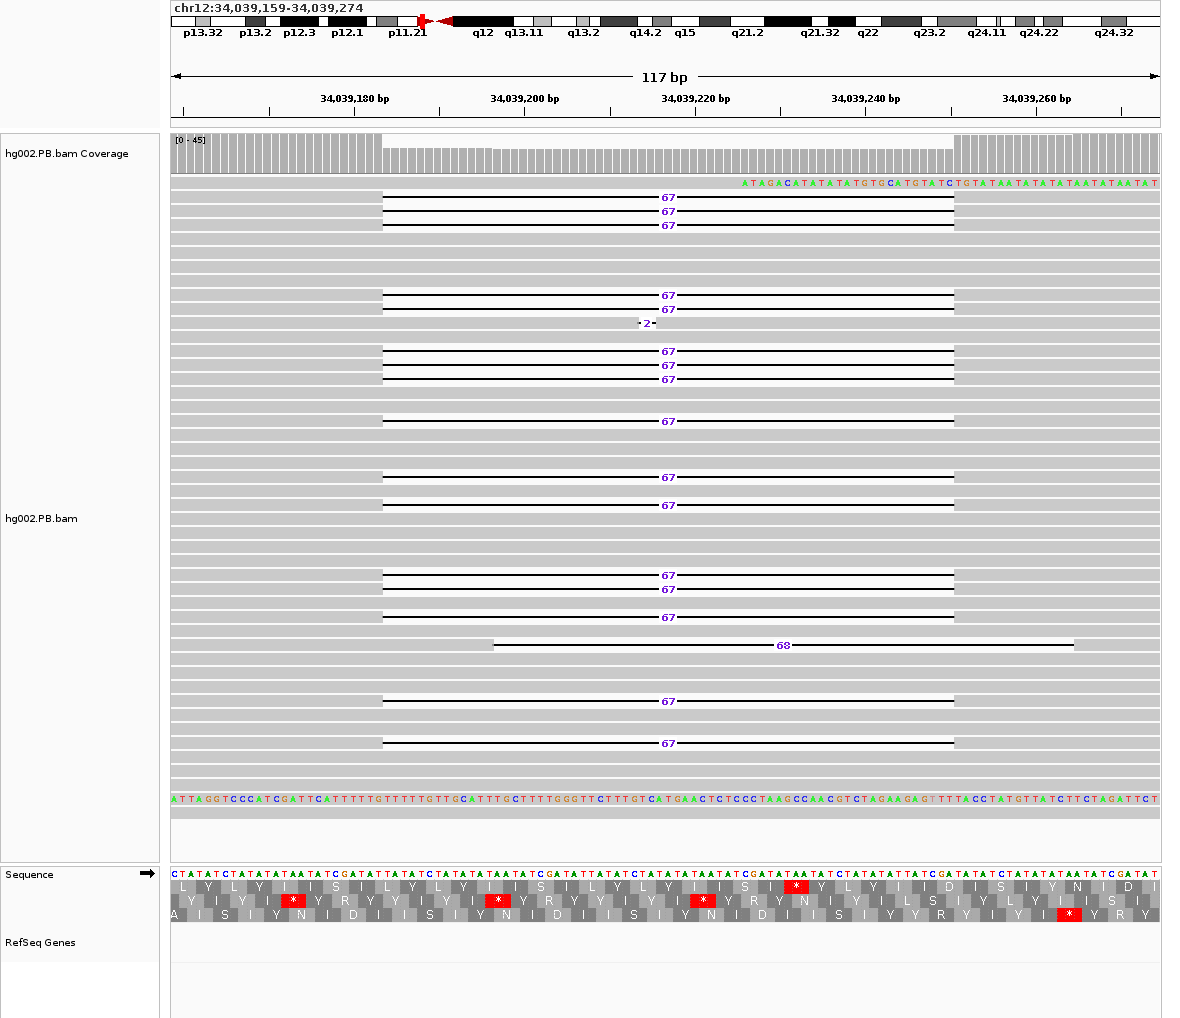 chr12:34,039,159-34,039,274
p13.32 p13.2 p12.3 p12.1 p11.21 q12 q13.11 q13.2 q14.2 q15 q21.2 q21.32 q22 q23.2 q24.11 q24.22 q24.32
117 bp
34,039,180 bp 34,039,200 bp 34,039,220 bp 34,039,240 bp 34,039,260 bp
[0 - 45]
hg002.PB.bam Coverage
ATAGACATATATATGTGCATGTATCTGTATAATATATATAATATAATAT
67
67
67
67
67
2
67
67
67
67
67
hg002.PB.bam
67
67
67
67
68
67
67
ATTAGGTCCCATCGATTCATTTTTGTTTTTGTTGCATTTGCTTTTGGGTTCTTTGTCATGAACTCTCCCTAAGCCAACGTCTAGAAGAGTTTTACCTATGTTATCTTCTAGATTCT
Sequence
CTATATCTATATATAATATCGATATTATATCTATATATAATATCGATATTATATCTATATATAATATCGATATAATATCTATATATTATCGATATATCTATATATAATATCGATAT
L Y L Y I I S I L Y L Y I I S I L Y L Y I I S I * Y L Y I I D I S I Y N I D I
Y I Y I * Y R Y Y I Y I * Y R Y Y I Y I * Y R Y N I Y I L S I Y L Y I I S I
A I S I Y N I D I I S I Y N I D I I S I Y N I D I I S I Y R Y I Y I * Y R Y
RefSeq Genes